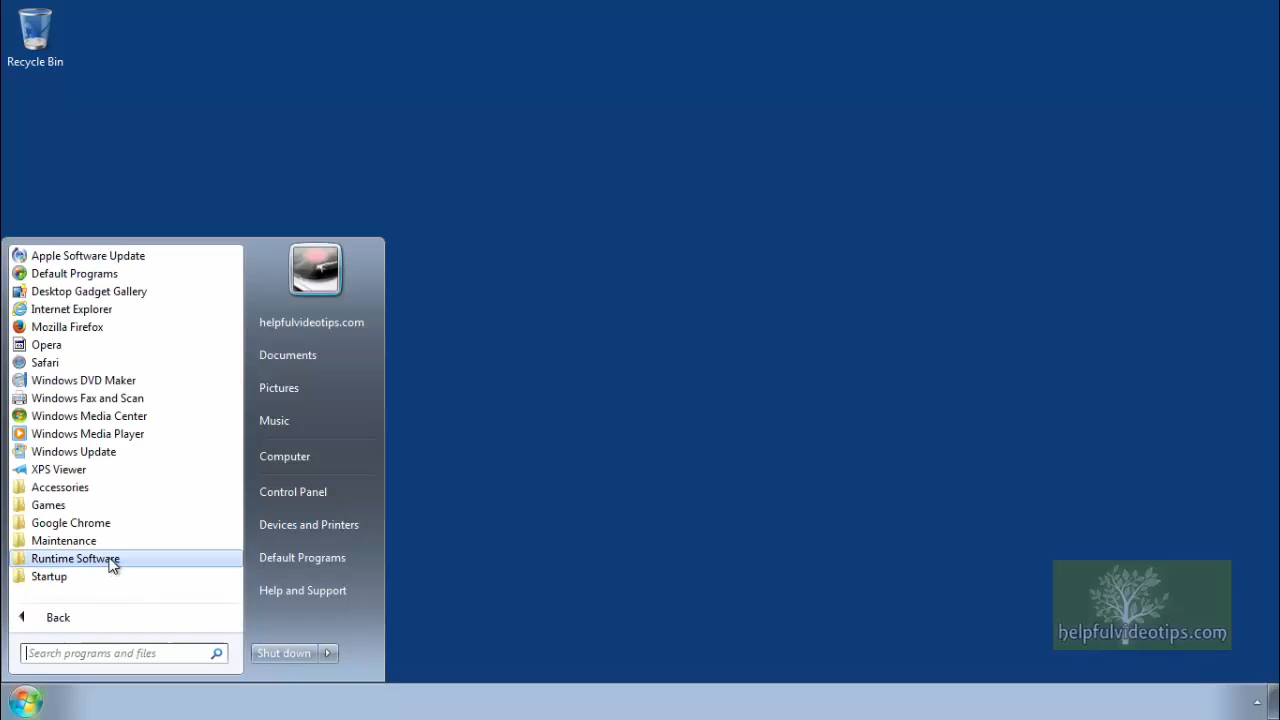 Recycle Bin
Apple Software Update
Default Programs
Desktop Gadget Gallery
Internet Explorer
Mozilla Firefox
Opera
Safari
Windows DVD Maker
Windows Fax and Scan
Windows Media Center
Windows Media Player
Windows Update
XPS Viewer
Accessories
Games
Google Chrome
Maintenance
Runtime Software
Startup
Back
Search programs and files
helpfulvideotips.com
Documents
Pictures
Music
Computer
Control Panel
Devices and Printers
Default Programs
Help and Support
Shut down
helpfulvideotips.com